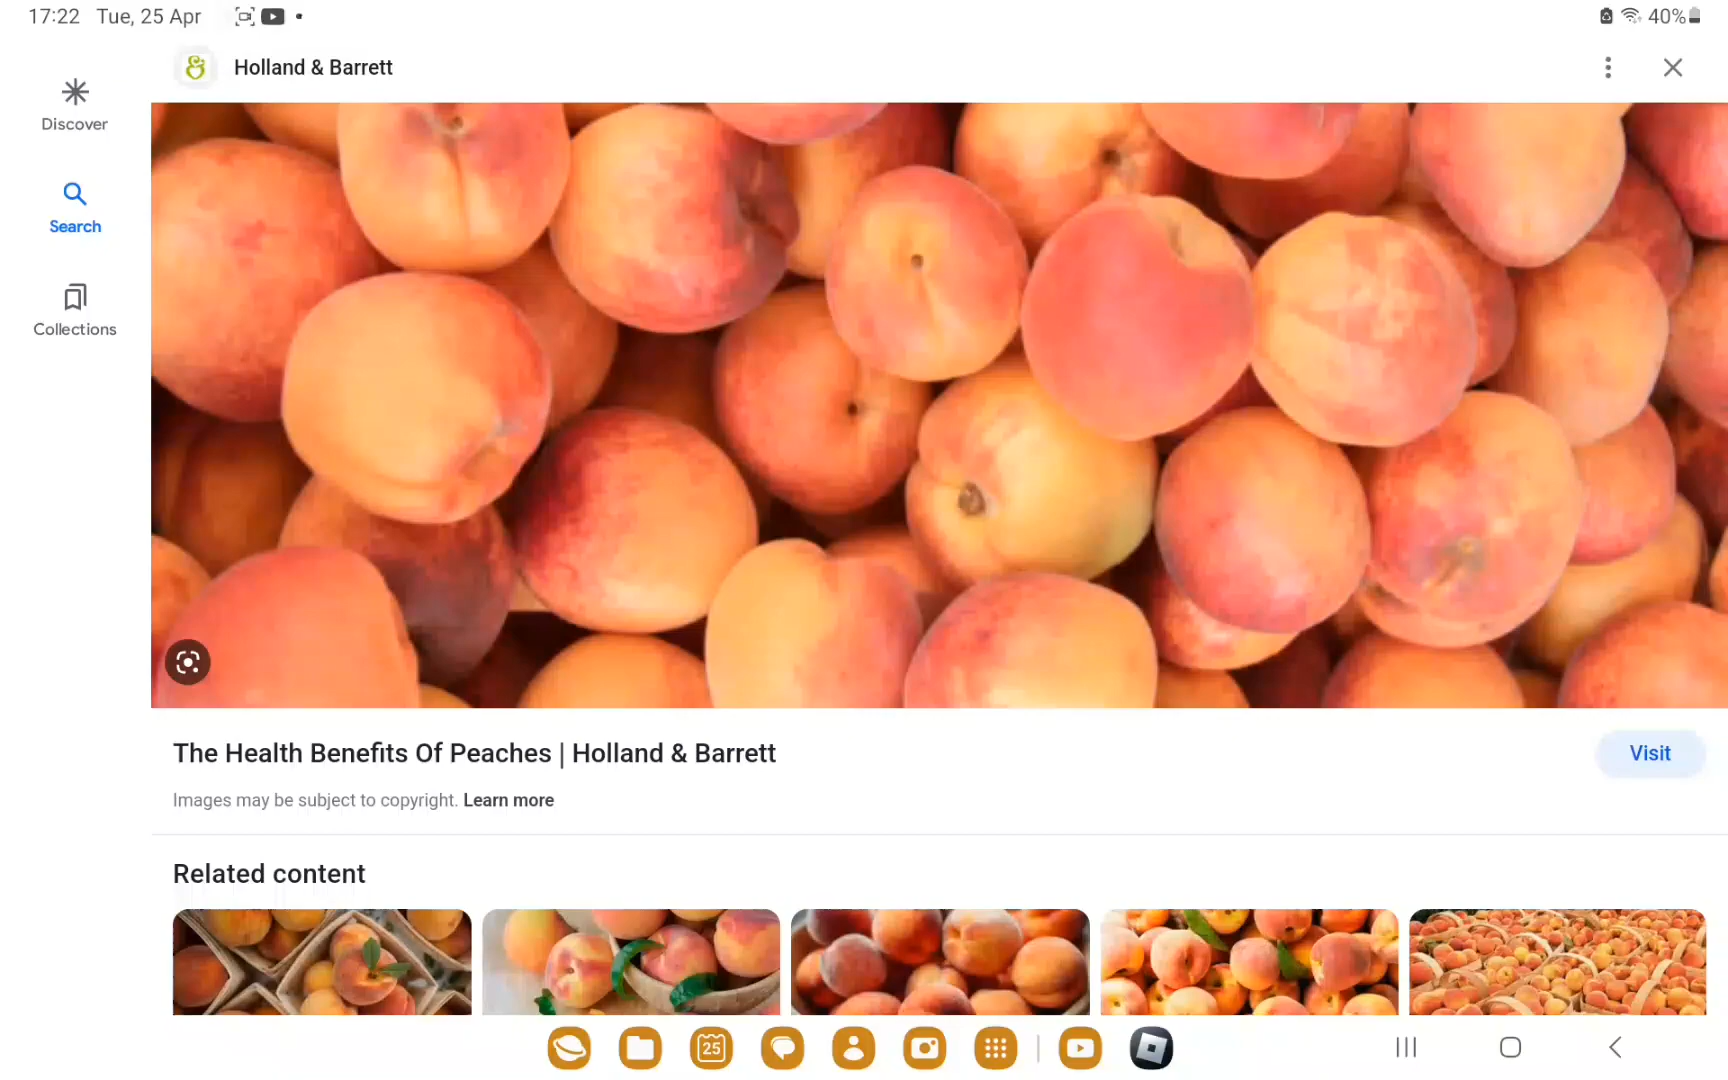 17:22 Tue, 25 Apr
40%
Holland & Barrett
Discover
Search
Collections
The Health Benefits Of Peaches | Holland & Barrett
Visit
Images may be subject to copyright. Learn more
Related content
25